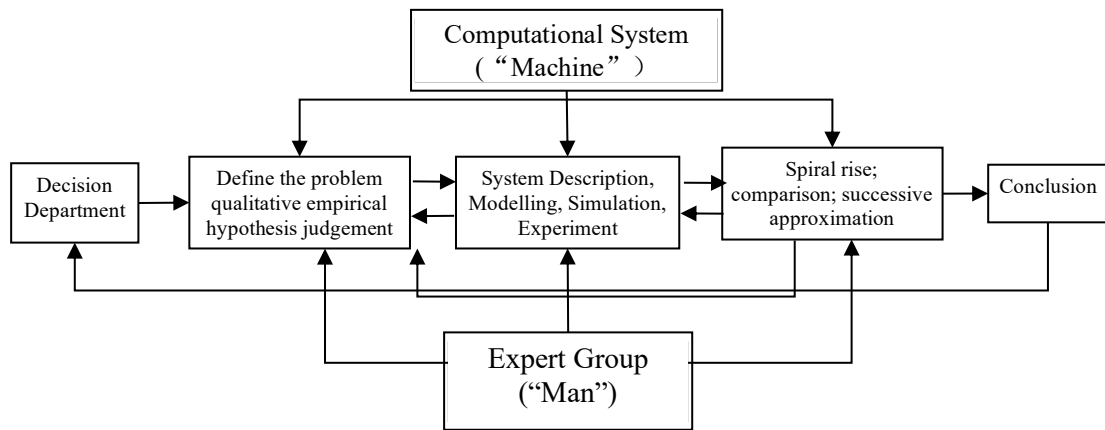 Computational System
(“Machine”）
Decision
Department
Define the problem
qualitative empirical
hypothesis judgement
System Description,
Modelling, Simulation,
Experiment
Spiral rise;
comparison; successive
approximation
Conclusion
Expert Group
(“Man”)